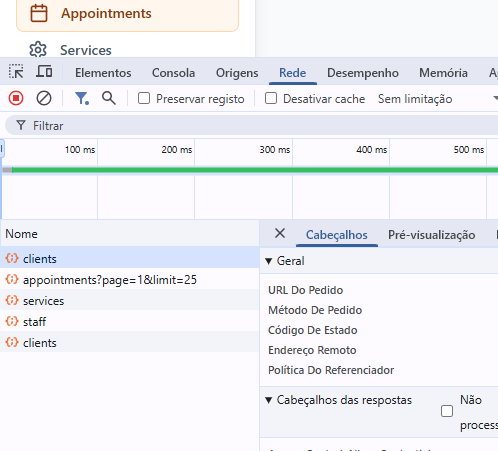 Appointments
Services
Elementos Consola Origens Rede Desempenho Memória
Preservar registo Desativar cache Sem limitação
Filtrar
100 ms 200 ms 300 ms 400 ms 500 ms
Nome
Cabeçalhos Pré-visualização
clients
Geral
appointments?page=1&limit=25
URL Do Pedido
services
Método De Pedido
staff
Código De Estado
clients
Endereço Remoto
Política Do Referenciador
Cabeçalhos das respostas
Não